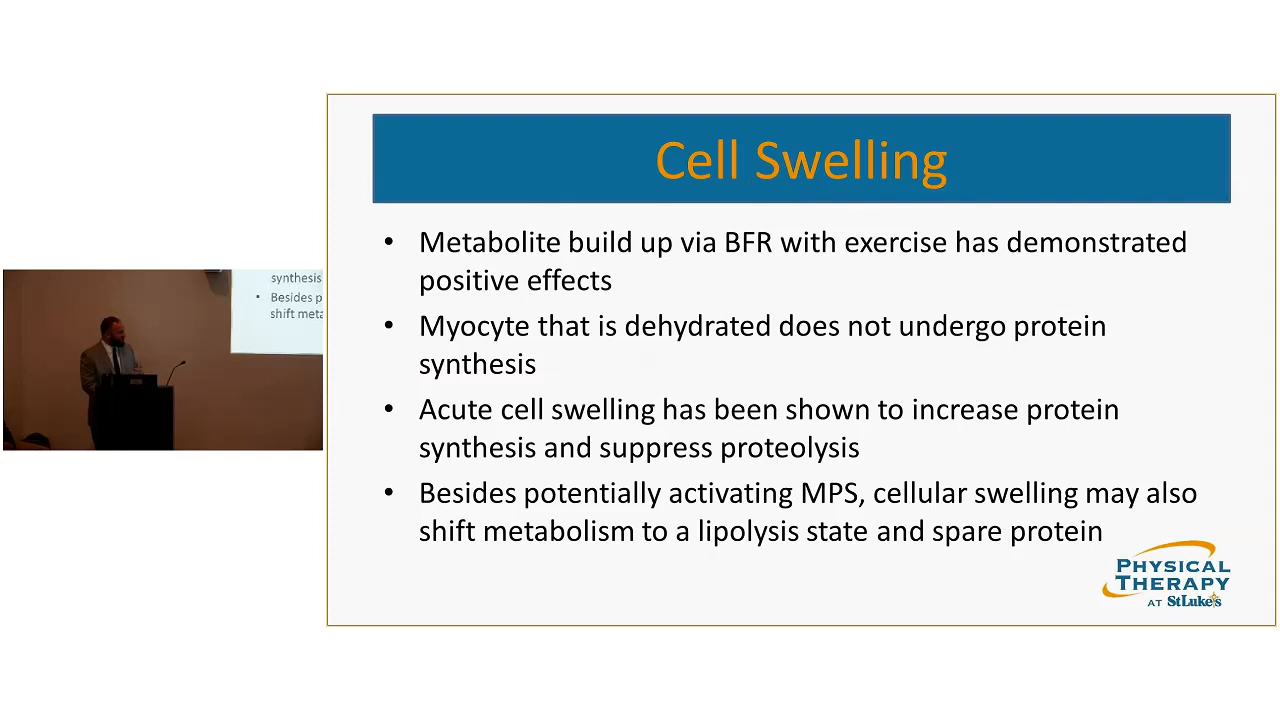 Cell Swelling
• Metabolite build up via BFR with exercise has demonstrated
positive effects
• Myocyte that is dehydrated does not undergo protein
synthesis
• Acute cell swelling has been shown to increase protein
synthesis and suppress proteolysis
• Besides potentially activating MPS, cellular swelling may also
shift metabolism to a lipolysis state and spare protein
PHYSICAL
THERAPY
AT StLuke's
synthesis
• Besides p
shift meta